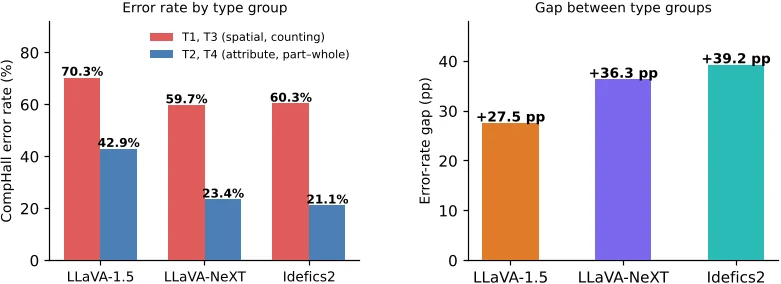 Error rate by type group
T1, T3 (spatial, counting)
T2, T4 (attribute, part–whole)
CompHall error rate (%)
80
60
40
20
0
70.3%
42.9%
59.7%
23.4%
60.3%
21.1%
LLaVA-1.5
LLaVA-NeXT
Idefics2
Gap between type groups
Error-rate gap (pp)
40
30
20
10
0
+27.5 pp
+36.3 pp
+39.2 pp
LLaVA-1.5
LLaVA-NeXT
Idefics2